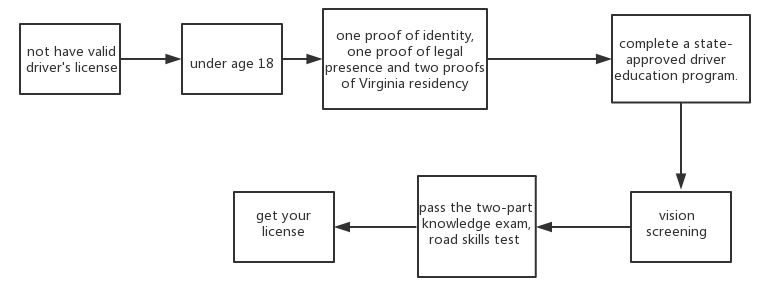 not have valid
driver's license
under age 18
one proof of identity,
one proof of legal
presence and two proofs
of Virginia residency
complete a state-
approved driver
education program.
vision
screening
pass the two-part
knowledge exam,
road skills test
get your
license